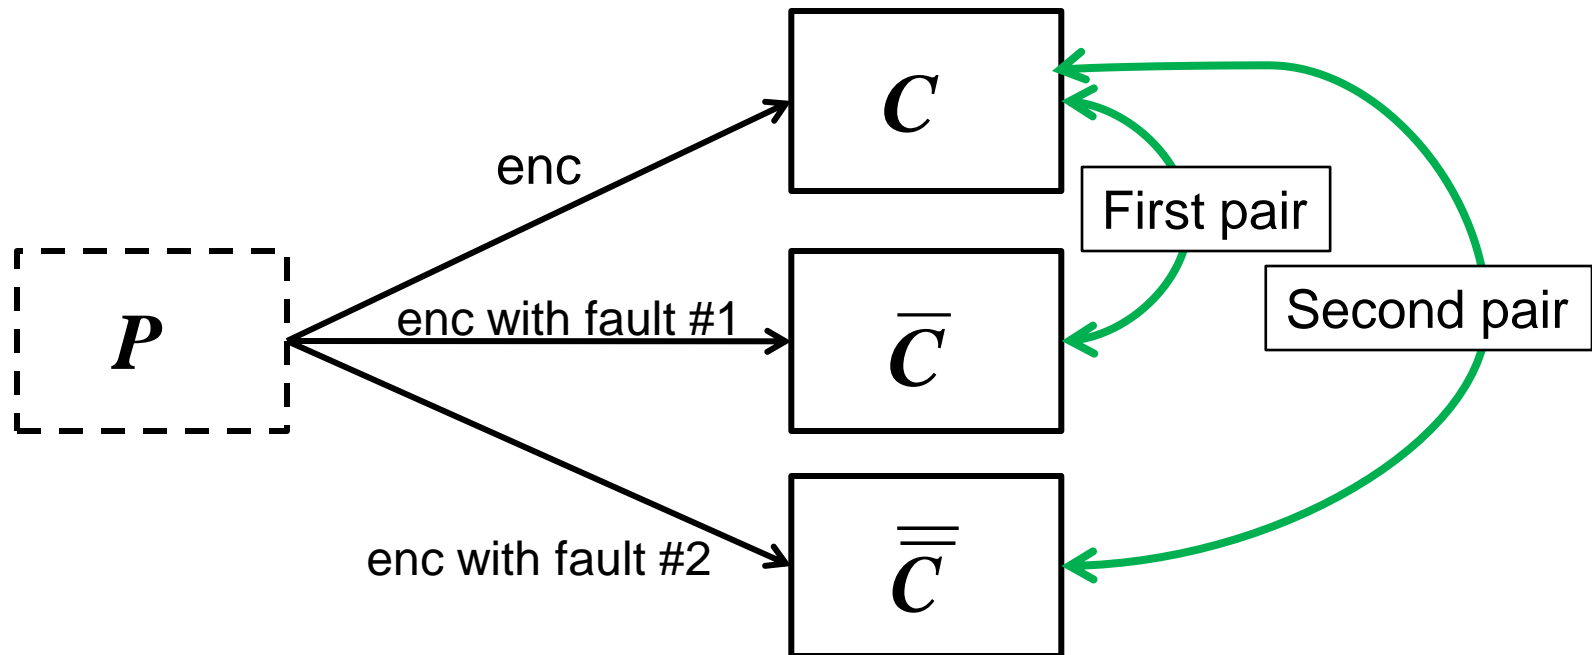 C
enc
First pair
P
enc with fault #1
C̅
Second pair
enc with fault #2
C̿